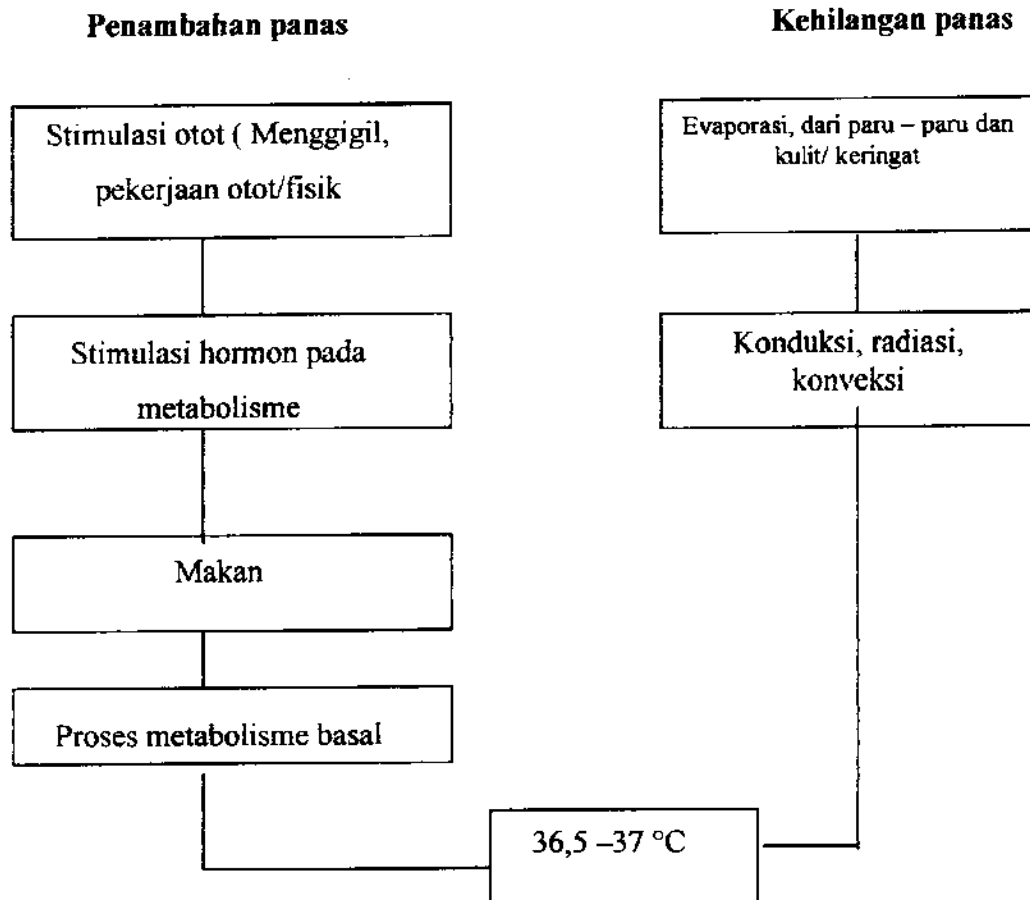 Penambahan panas
Kehilangan panas
Stimulasi otot ( Menggigil,
pekerjaan otot/fisik
Evaporasi, dari paru – paru dan
kulit/ keringat
Stimulasi hormon pada
metabolisme
Konduksi, radiasi,
konveksi
Makan
Proses metabolisme basal
36,5 –37 °C